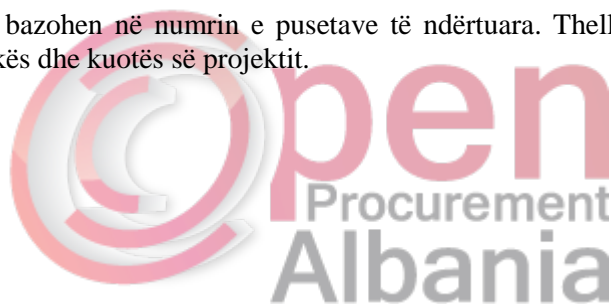 bazohen në numrin e pusetave të ndërtuara. Thell
kës dhe kuotës së projektit.
Open
Procurement
Albania